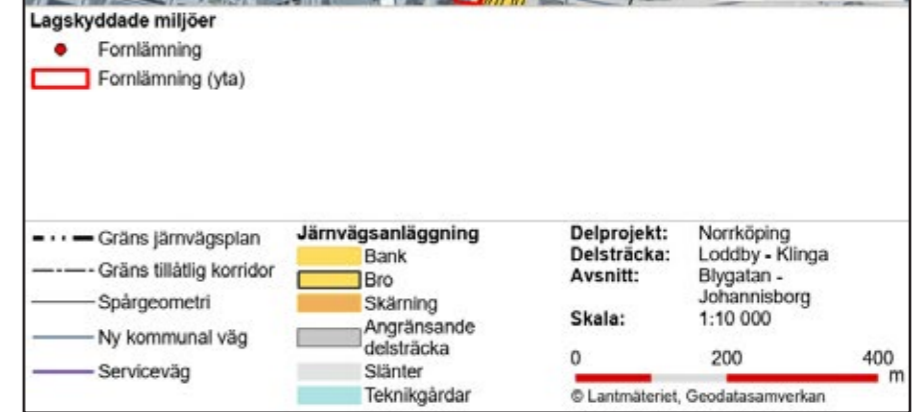 Lagskyddade miljöer
Fornlämning
Fornlämning (yta)
Gräns järnvägsplan
Gräns tillåtlig korridor
Spårgeometri
Ny kommunal väg
Serviceväg
Järnvägsanläggning
Bank
Bro
Skärning
Angränsande
delsträcka
Slänter
Teknikgårdar
Delprojekt: Norrköping
Delsträcka: Loddby - Klinga
Avsnitt: Blygatan -
Johannisborg
Skala: 1:10 000
0 200 400
m
© Lantmäteriet, Geodatasamverkan